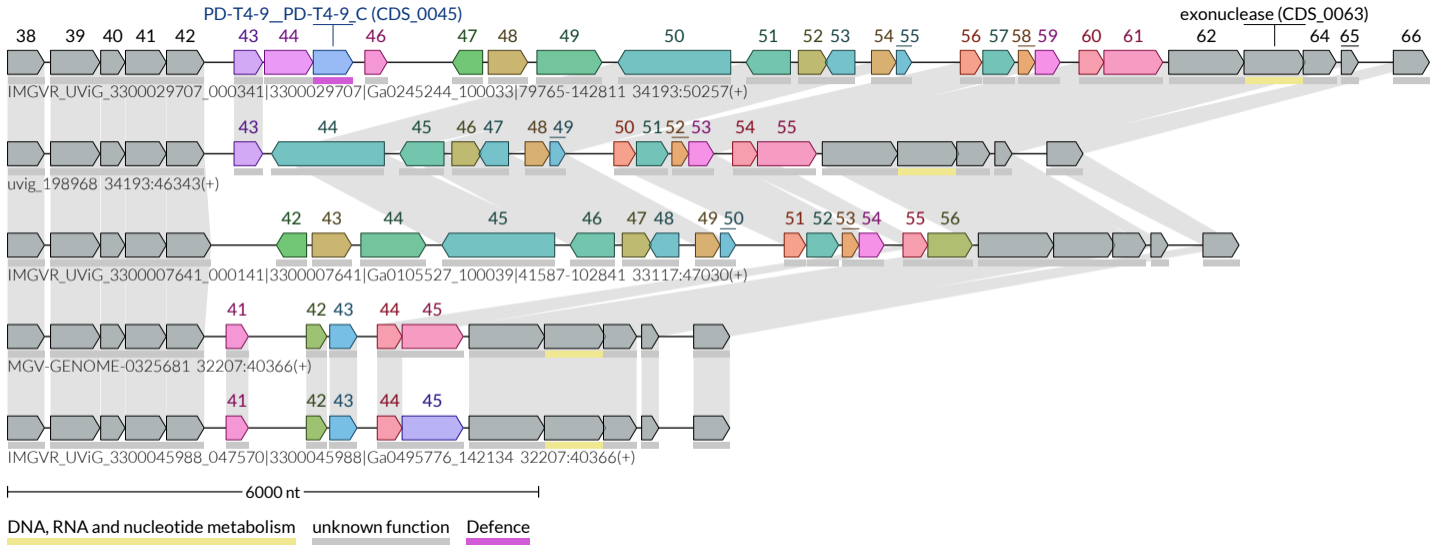 PD-T4-9__PD-T4-9_C (CDS_0045) exonuclease (CDS_0063)
38 39 40 41 42 43 44 46 47 48 49 50 51 52 53 54 55 56 57 58 59 60 61 62 64 65 66
IMGVR_UViG_3300029707_000341|3300029707|Ga0245244_100033|79765-142811 34193:50257(+)
43 44 45 46 47 48 49 50 51 52 53 54 55
uvig_198968 34193:46343(+)
42 43 44 45 46 47 48 49 50 51 52 53 54 55 56
IMGVR_UViG_3300007641_000141|3300007641|Ga0105527_100039|41587-102841 33117:47030(+)
41 42 43 44 45
MGV-GENOME-0325681 32207:40366(+)
41 42 43 44 45
IMGVR_UViG_3300045988_047570|3300045988|Ga0495776_142134 32207:40366(+)
6000 nt
DNA, RNA and nucleotide metabolism unknown function Defence